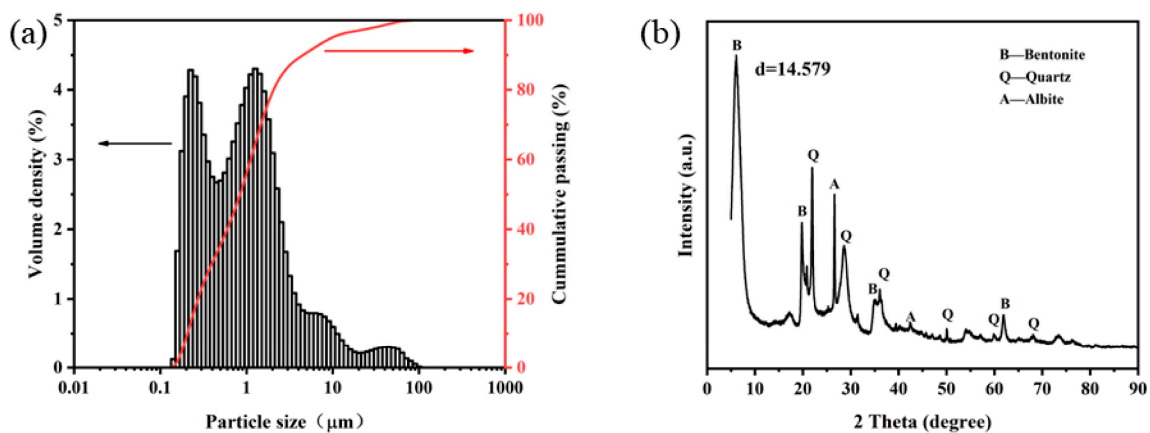 (a)
Volume density (%)
5
4
3
2
1
0
Cummulative passing (%)
100
80
60
40
20
0
0.01 0.1 1 10 100 1000
Particle size（μm）
(b)
Intensity (a.u.)
B
d=14.579
B—Bentonite
Q—Quartz
A—Albite
B
Q
A
Q
B
Q
A
Q
Q
B
Q
0 10 20 30 40 50 60 70 80 90
2 Theta (degree)